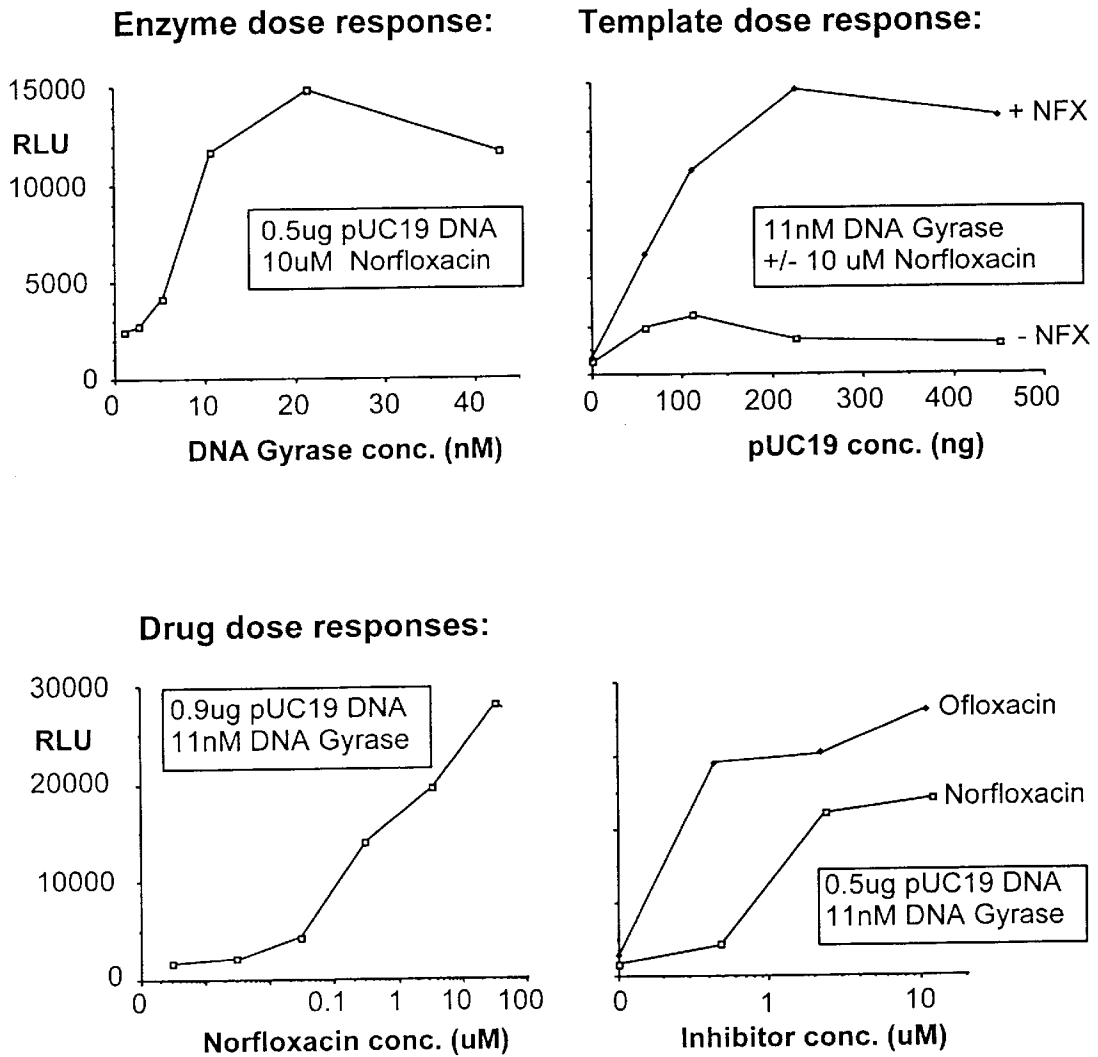 Enzyme dose response:
Template dose response:
15000
RLU
10000
5000
0
0 10 20 30 40
DNA Gyrase conc. (nM)
0.5ug pUC19 DNA
10uM Norfloxacin
+ NFX
11nM DNA Gyrase
+/- 10 uM Norfloxacin
- NFX
0 100 200 300 400 500
pUC19 conc. (ng)
Drug dose responses:
30000
RLU
20000
10000
0
0.9ug pUC19 DNA
11nM DNA Gyrase
0 0.1 1 10 100
Norfloxacin conc. (uM)
Ofloxacin
Norfloxacin
0.5ug pUC19 DNA
11nM DNA Gyrase
0 1 10
Inhibitor conc. (uM)